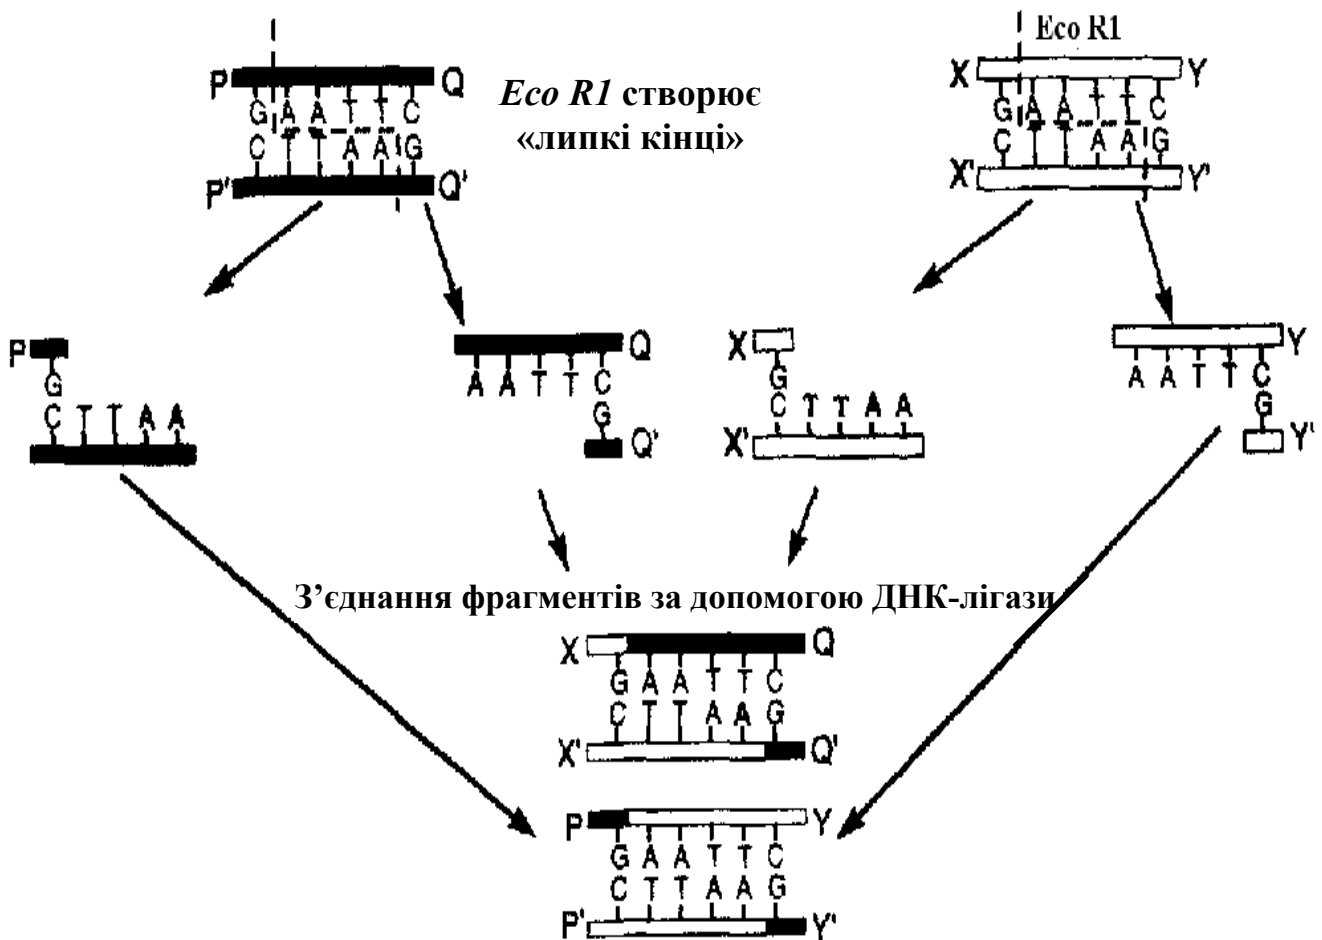 Eco R1
P Q X Y
Eco R1 створює
«липкі кінці»
G A A T T C
C T T A A G
P' Q'
G A A T T C
C T T A A G
X' Y'
P
G
C T T A A
Q
A A T T C
G
Q'
X
G
C T T A A
X'
Y
A A T T C
G
Y'
З’єднання фрагментів за допомогою ДНК-лігази
X Q
G A A T T C
C T T A A G
X' Q'
P Y
G A A T T C
C T T A A G
P' Y'